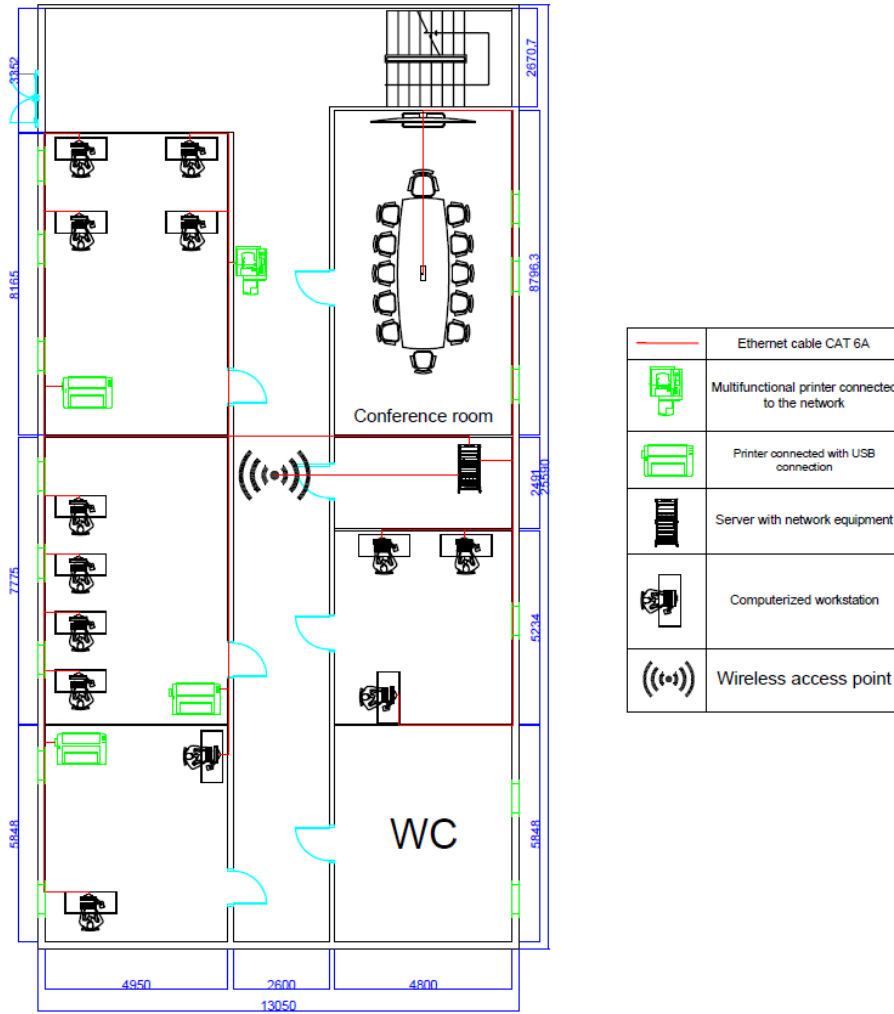 3352
2670.7
8165
8796.3
Conference room
2491
25590
7775
5234
5848
WC
5848
4950
2600
4800
13050
Ethernet cable CAT 6A
Multifunctional printer connected
to the network
Printer connected with USB
connection
Server with network equipment
Computerized workstation
Wireless access point